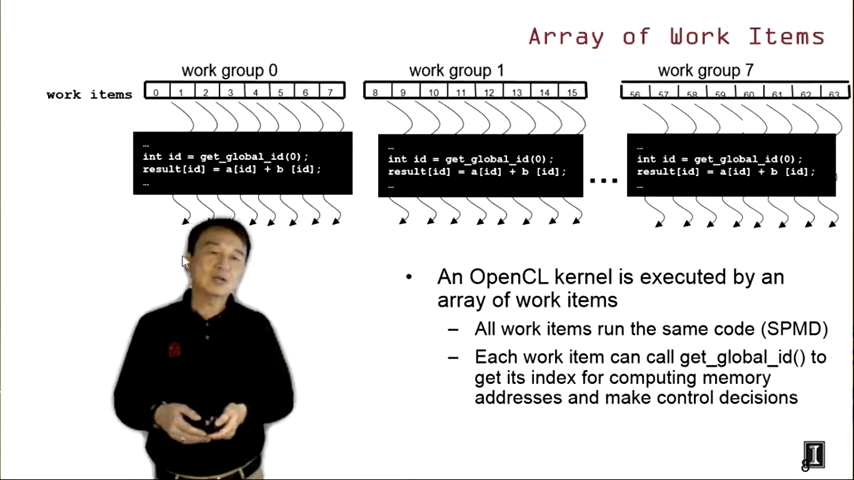 Array of Work Items
work group 0
work group 1
work group 7
work items
0 1 2 3 4 5 6 7
8 9 10 11 12 13 14 15
56 57 58 59 60 61 62 63
…
int id = get_global_id(0);
result[id] = a[id] + b [id];
…
…
int id = get_global_id(0);
result[id] = a[id] + b [id];
…
...
…
int id = get_global_id(0);
result[id] = a[id] + b [id];
…
• An OpenCL kernel is executed by an
array of work items
– All work items run the same code (SPMD)
– Each work item can call get_global_id() to
get its index for computing memory
addresses and make control decisions
I
8